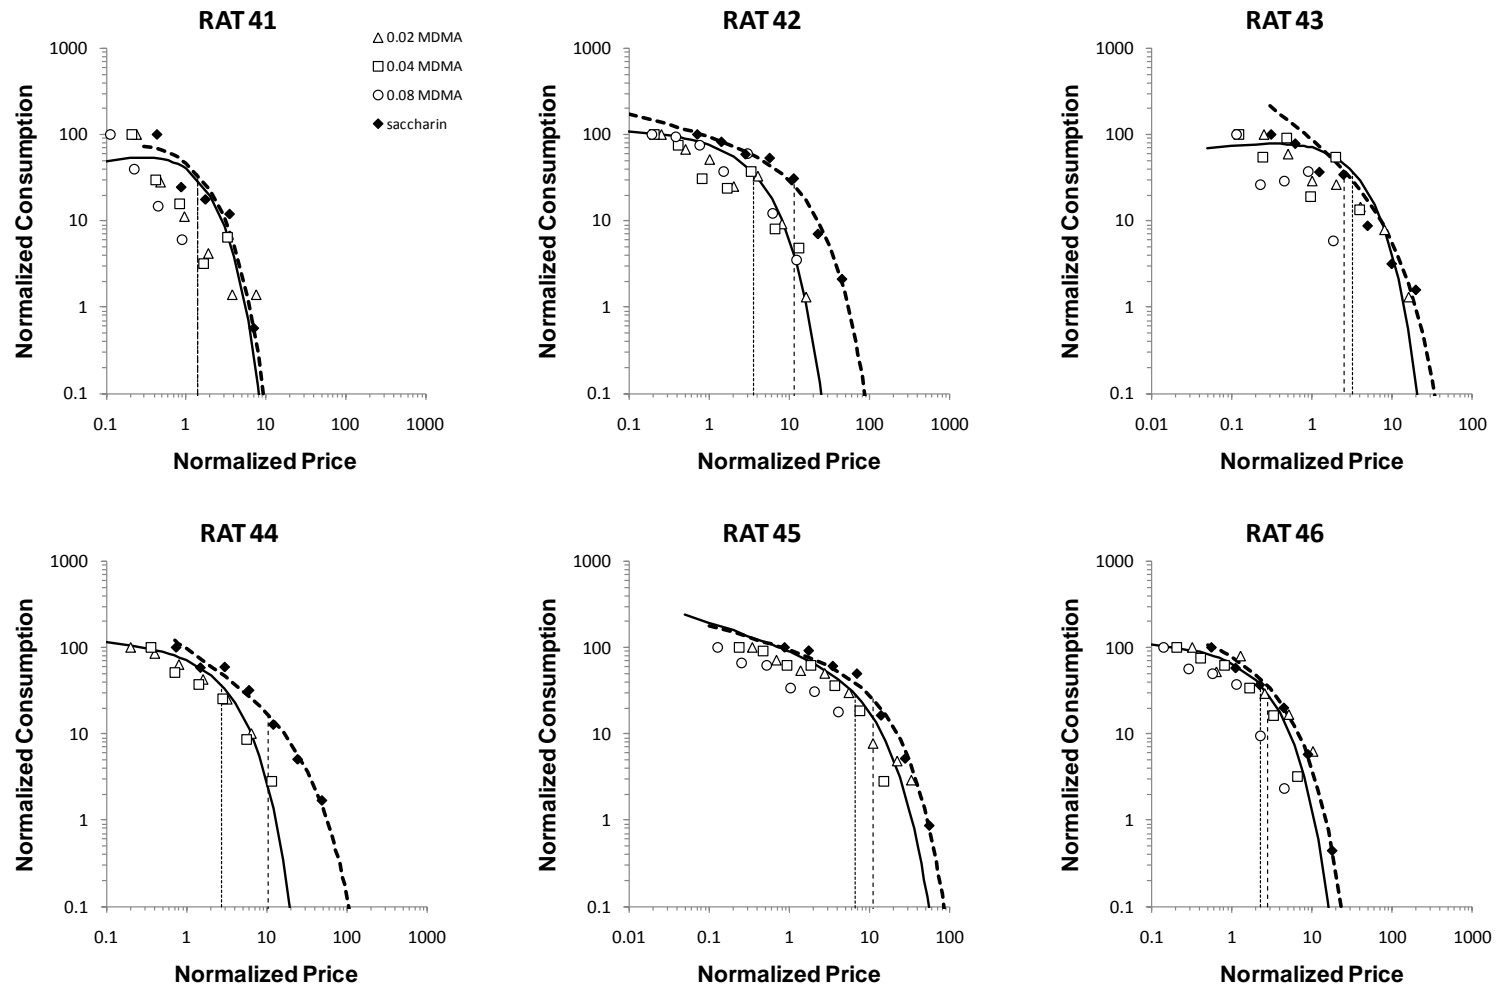 RAT 41
RAT 42
RAT 43
1000
100
10
1
0.1
Normalized Consumption
0.1 1 10 100 1000
Normalized Price
0.02 MDMA
0.04 MDMA
0.08 MDMA
saccharin
1000
100
10
1
0.1
Normalized Consumption
0.1 1 10 100 1000
Normalized Price
1000
100
10
1
0.1
Normalized Consumption
0.01 0.1 1 10 100
Normalized Price
RAT 44
RAT 45
RAT 46
1000
100
10
1
0.1
Normalized Consumption
0.1 1 10 100 1000
Normalized Price
1000
100
10
1
0.1
Normalized Consumption
0.01 0.1 1 10 100
Normalized Price
1000
100
10
1
0.1
Normalized Consumption
0.1 1 10 100 1000
Normalized Price